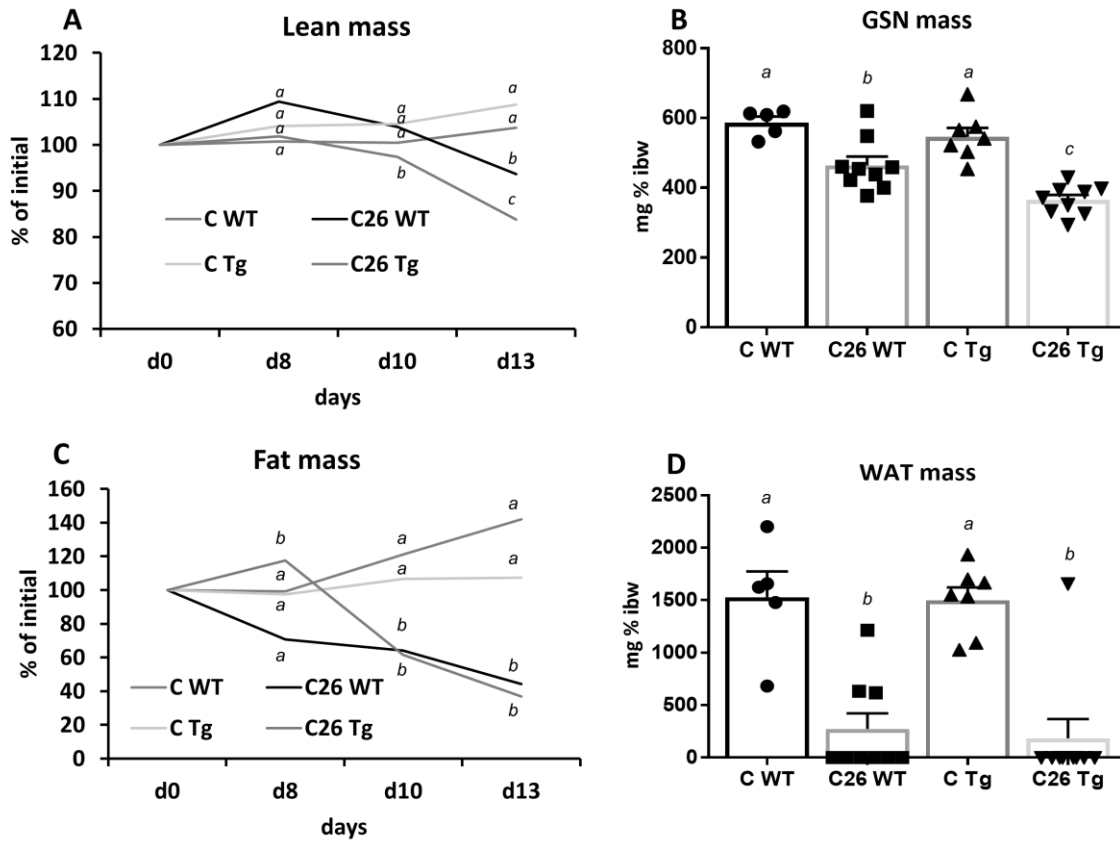 A
Lean mass
120
110
100
90
80
70
60
% of initial
a
a
a
a
a
a
a
b
a
a
b
c
C WT
C26 WT
C Tg
C26 Tg
d0 d8 d10 d13
days
B
GSN mass
800
600
400
200
0
mg % ibw
a
b
a
c
C WT C26 WT C Tg C26 Tg
C
Fat mass
160
140
120
100
80
60
40
20
0
% of initial
b
a
a
a
a
a
b
b
a
a
b
b
C WT
C26 WT
C Tg
C26 Tg
d0 d8 d10 d13
days
D
WAT mass
2500
2000
1500
1000
500
0
mg % ibw
a
b
a
b
C WT C26 WT C Tg C26 Tg